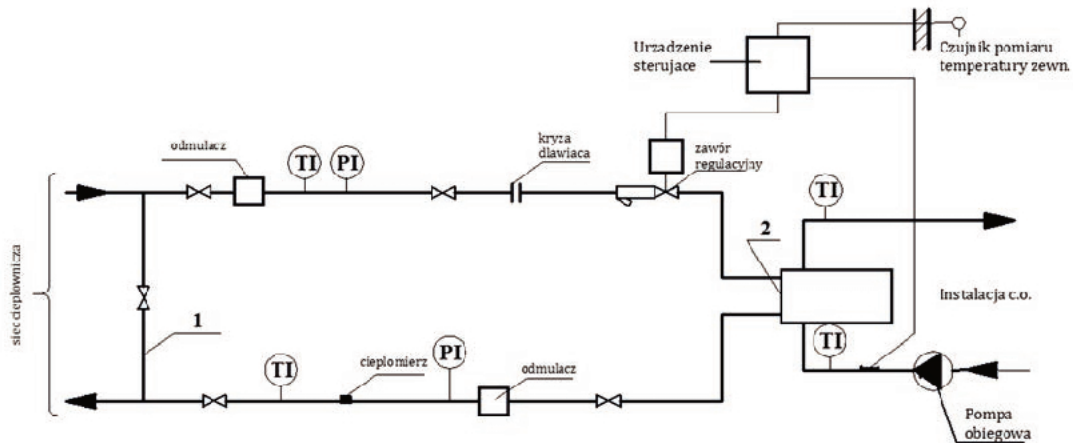 Urzadzenie
sterujace
Czujnik pomiaru
temperatury zewn.
odmulacz
TI
PI
kryza
dlawiaca
zawór
regulacyjny
TI
2
siec cieplownicza
1
Instalacja c.o.
TI
PI
cieplomierz
odmulacz
TI
Pompa
obiegowa